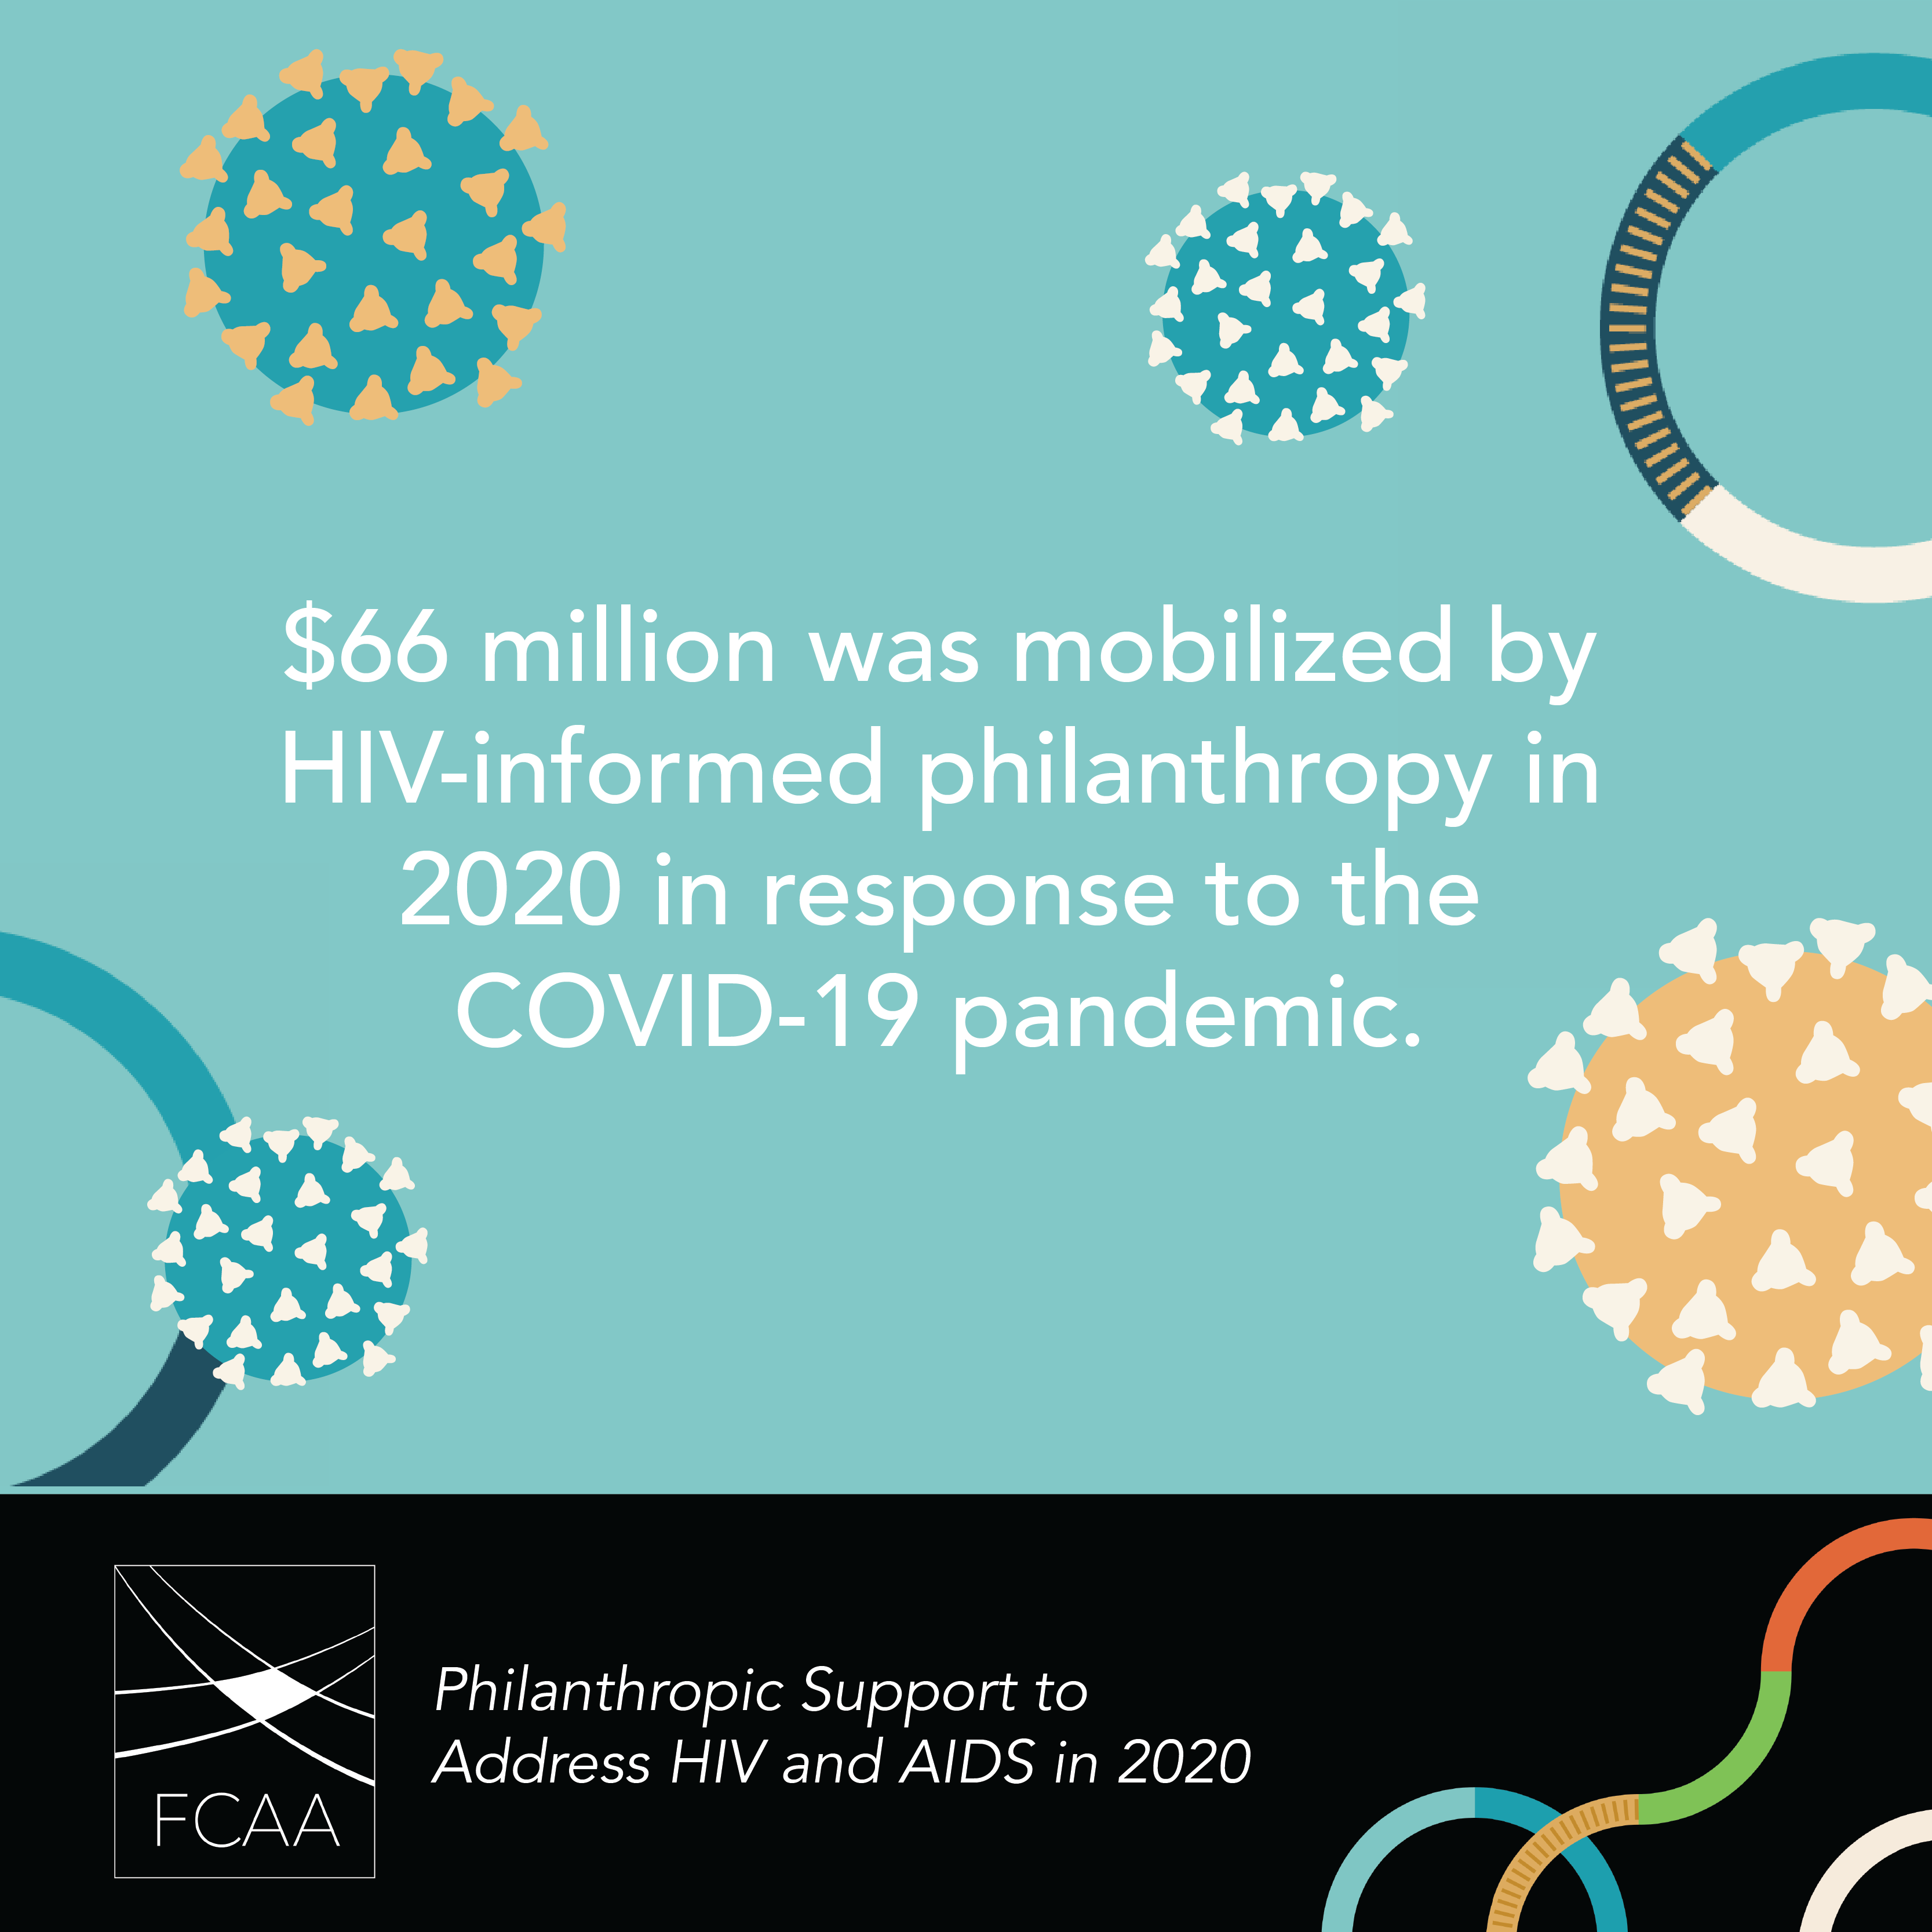 $66 million was mobilized by
HIV-informed philanthropy in
2020 in response to the
COVID-19 pandemic.
FCAA
Philanthropic Support to
Address HIV and AIDS in 2020